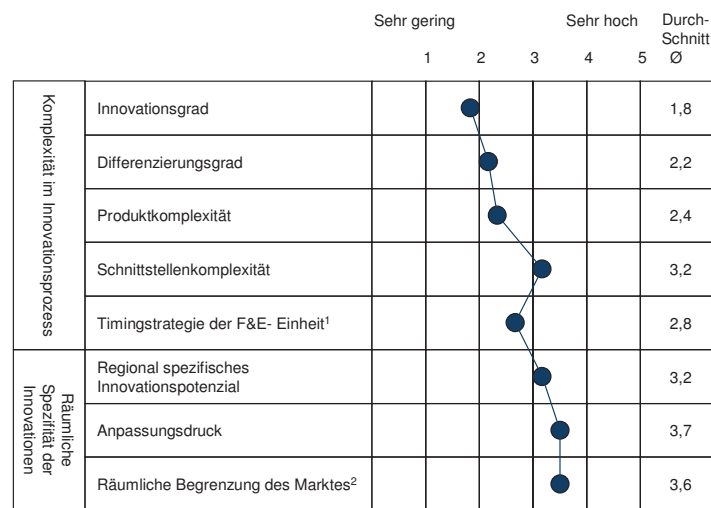 Sehr gering Sehr hoch Durch-
Schnitt
1 2 3 4 5 Ø
Komplexität im Innovationsprozess
Innovationsgrad 1,8
Differenzierungsgrad 2,2
Produktkomplexität 2,4
Schnittstellenkomplexität 3,2
Timingstrategie der F&E- Einheit¹ 2,8
Räumliche
Spezifität der
Innovationen
Regional spezifisches
Innovationspotenzial 3,2
Anpassungsdruck 3,7
Räumliche Begrenzung des Marktes² 3,6